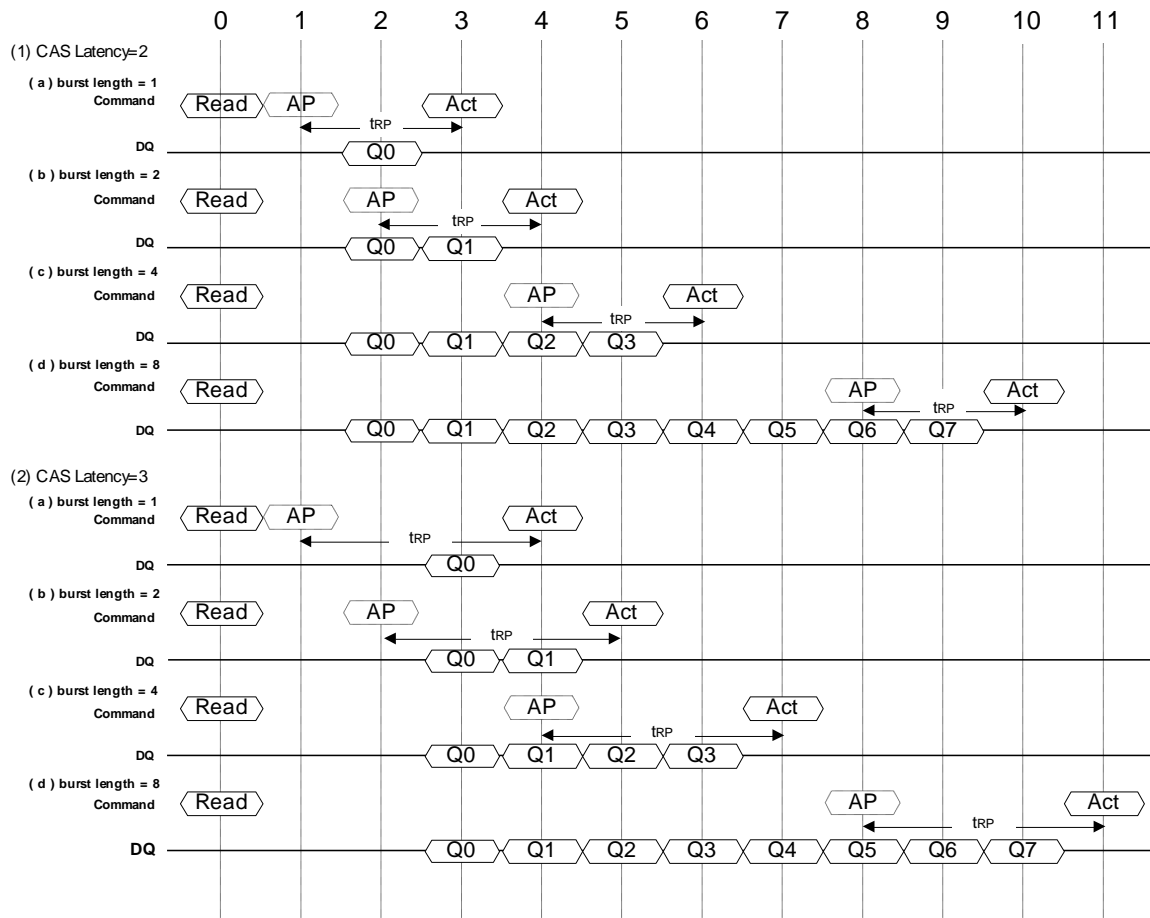 0 1 2 3 4 5 6 7 8 9 10 11
(1) CAS Latency=2
( a ) burst length = 1
Command Read AP Act
tRP
DQ Q0
( b ) burst length = 2
Command Read AP Act
tRP
DQ Q0 Q1
( c ) burst length = 4
Command Read AP Act
tRP
DQ Q0 Q1 Q2 Q3
( d ) burst length = 8
Command Read AP Act
tRP
DQ Q0 Q1 Q2 Q3 Q4 Q5 Q6 Q7
(2) CAS Latency=3
( a ) burst length = 1
Command Read AP Act
tRP
DQ Q0
( b ) burst length = 2
Command Read AP Act
tRP
DQ Q0 Q1
( c ) burst length = 4
Command Read AP Act
tRP
DQ Q0 Q1 Q2 Q3
( d ) burst length = 8
Command Read AP Act
tRP
DQ Q0 Q1 Q2 Q3 Q4 Q5 Q6 Q7